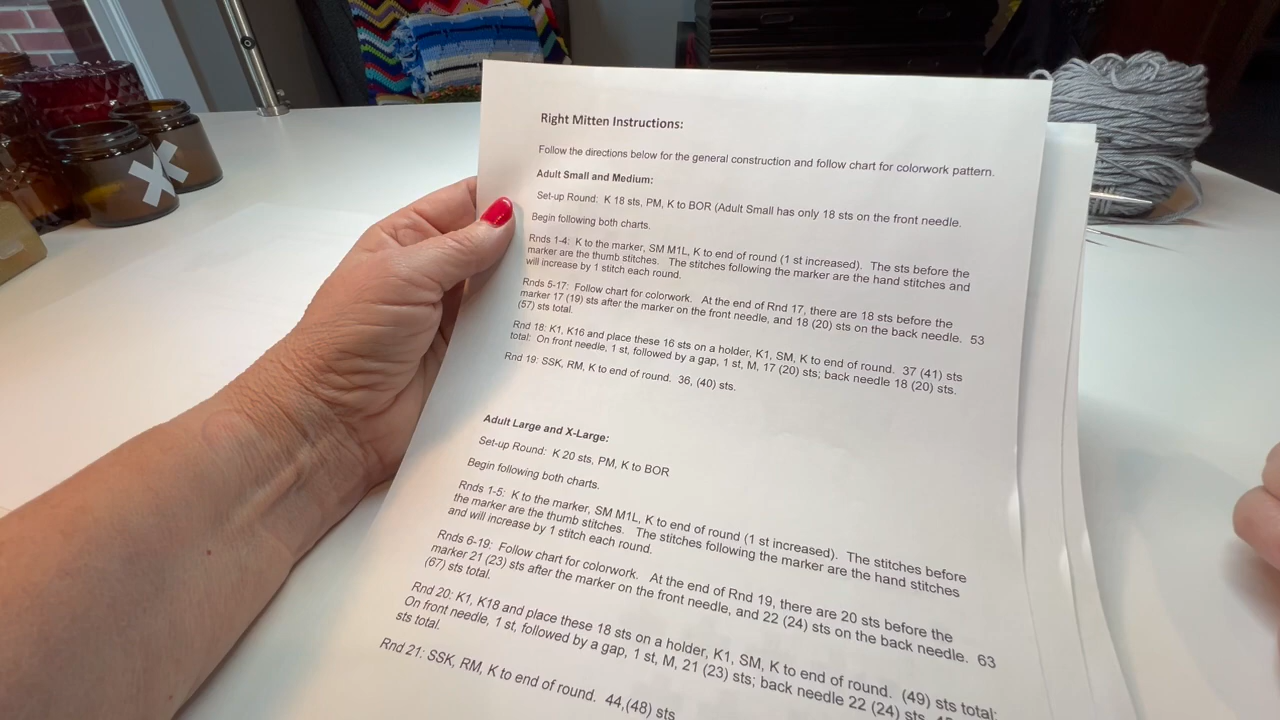 Right Mitten Instructions:
Follow the directions below for the general construction and follow chart for colorwork pattern.
Adult Small and Medium:
Set-up Round: K 18 sts, PM, K to BOR (Adult Small has only 18 sts on the front needle.
Begin following both charts.
Rnds 1-4: K to the marker, SM M1L, K to end of round (1 st increased). The sts before the
marker are the thumb stitches. The stitches following the marker are the hand stitches and
will increase by 1 stitch each round.
Rnds 5-17: Follow chart for colorwork. At the end of Rnd 17, there are 18 sts before the
marker 17 (19) sts after the marker on the front needle, and 18 (20) sts on the back needle. 53
(57) sts total.
Rnd 18: K1, K16 and place these 16 sts on a holder, K1, SM, K to end of round. 37 (41) sts
total: On front needle, 1 st, followed by a gap, 1 st, M, 17 (20) sts; back needle 18 (20) sts.
Rnd 19: SSK, RM, K to end of round. 36, (40) sts.
Adult Large and X-Large:
Set-up Round: K 20 sts, PM, K to BOR
Begin following both charts.
Rnds 1-5: K to the marker, SM M1L, K to end of round (1 st increased). The stitches before
the marker are the thumb stitches. The stitches following the marker are the hand stitches
and will increase by 1 stitch each round.
Rnds 6-19: Follow chart for colorwork. At the end of Rnd 19, there are 20 sts before the
marker 21 (23) sts after the marker on the front needle, and 22 (24) sts on the back needle. 63
(67) sts total.
Rnd 20: K1, K18 and place these 18 sts on a holder, K1, SM, K to end of round. (49) sts total:
On front needle, 1 st, followed by a gap, 1 st, M, 21 (23) sts; back needle 22 (24) sts.
sts total.
Rnd 21: SSK, RM, K to end of round. 44,(48) sts